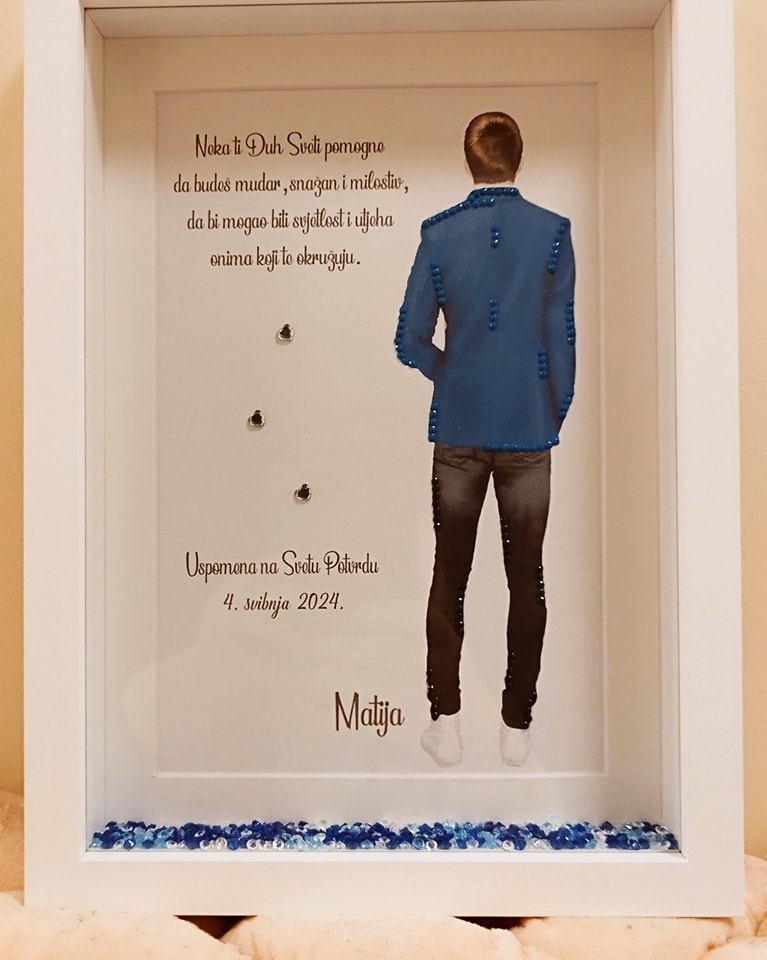 Neka ti Duh Sveti pomogne
da budeš mudar, snažan i milostiv,
da bi mogao biti svjetlost i utjeha
onima koji te okružuju.
Uspomena na Svetu Potvrdu
4. svibnja 2024.
Matija